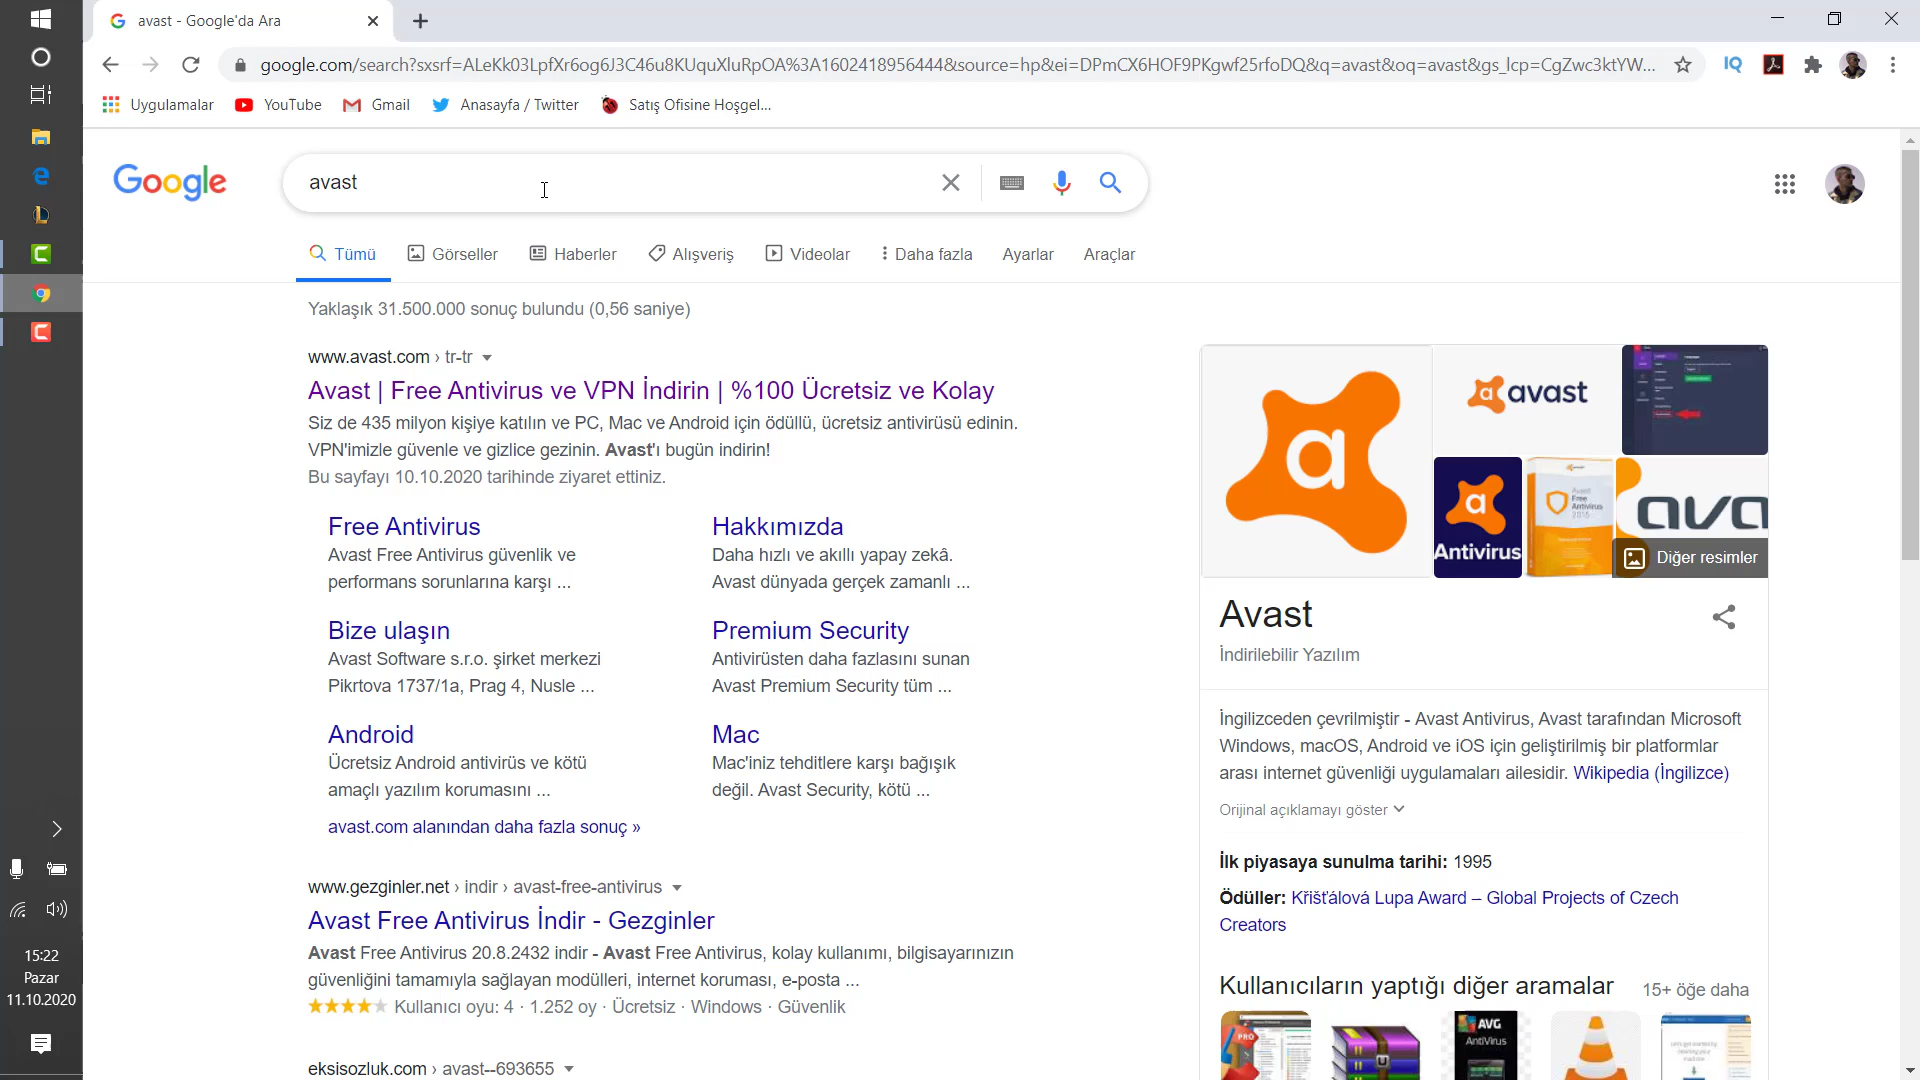 avast - Google'da Ara
google.com/search?sxsrf=ALeKk03LpfXr6og6J3C46u8KUquXluRpOA%3A1602418956444&source=hp&ei=DPmCX6HOF9PKgwf25rfoDQ&q=avast&oq=avast&gs_lcp=CgZwc3ktYW...
Uygulamalar
YouTube
Gmail
Anasayfa / Twitter
Satış Ofisine Hoşgel...
Google
avast
Tümü
Görseller
Haberler
Alışveriş
Videolar
Daha fazla
Ayarlar
Araçlar
Yaklaşık 31.500.000 sonuç bulundu (0,56 saniye)
www.avast.com › tr-tr
Avast | Free Antivirus ve VPN İndirin | %100 Ücretsiz ve Kolay
Siz de 435 milyon kişiye katılın ve PC, Mac ve Android için ödüllü, ücretsiz antivirüsü edinin.
VPN'imizle güvenle ve gizlice gezinin. Avast'ı bugün indirin!
Bu sayfayı 10.10.2020 tarihinde ziyaret ettiniz.
Free Antivirus
Avast Free Antivirus güvenlik ve
performans sorunlarına karşı ...
Hakkımızda
Daha hızlı ve akıllı yapay zekâ.
Avast dünyada gerçek zamanlı ...
Bize ulaşın
Avast Software s.r.o. şirket merkezi
Pikrtova 1737/1a, Prag 4, Nusle ...
Premium Security
Antivirüsten daha fazlasını sunan
Avast Premium Security tüm ...
Android
Ücretsiz Android antivirüs ve kötü
amaçlı yazılım korumasını ...
Mac
Mac'iniz tehditlere karşı bağışık
değil. Avast Security, kötü ...
avast.com alanından daha fazla sonuç »
www.gezginler.net › indir › avast-free-antivirus
Avast Free Antivirus İndir - Gezginler
Avast Free Antivirus 20.8.2432 indir - Avast Free Antivirus, kolay kullanımı, bilgisayarınızın
güvenliğini tamamıyla sağlayan modülleri, internet koruması, e-posta ...
Kullanıcı oyu: 4 · 1.252 oy · Ücretsiz · Windows · Güvenlik
eksisozluk.com › avast--693655
a
avast
a
Antivirus
Avast
Free
Antivirus
2015
ava
Diğer resimler
Avast
İndirilebilir Yazılım
İngilizceden çevrilmiştir - Avast Antivirus, Avast tarafından Microsoft
Windows, macOS, Android ve iOS için geliştirilmiş bir platformlar
arası internet güvenliği uygulamaları ailesidir. Wikipedia (İngilizce)
Orijinal açıklamayı göster
İlk piyasaya sunulma tarihi: 1995
Ödüller: Křišťálová Lupa Award – Global Projects of Czech
Creators
Kullanıcıların yaptığı diğer aramalar
15+ öğe daha
PRO
AVG
AntiVirus
15:22
Pazar
11.10.2020